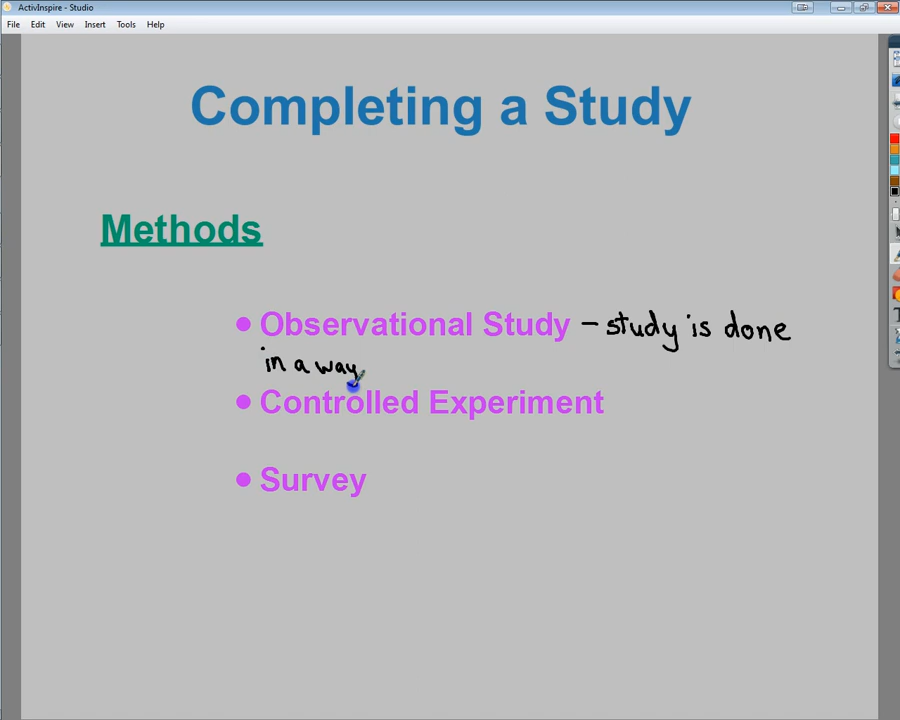 ActivInspire - Studio
File Edit View Insert Tools Help
Completing a Study
Methods
• Observational Study – study is done
in a way
• Controlled Experiment
• Survey